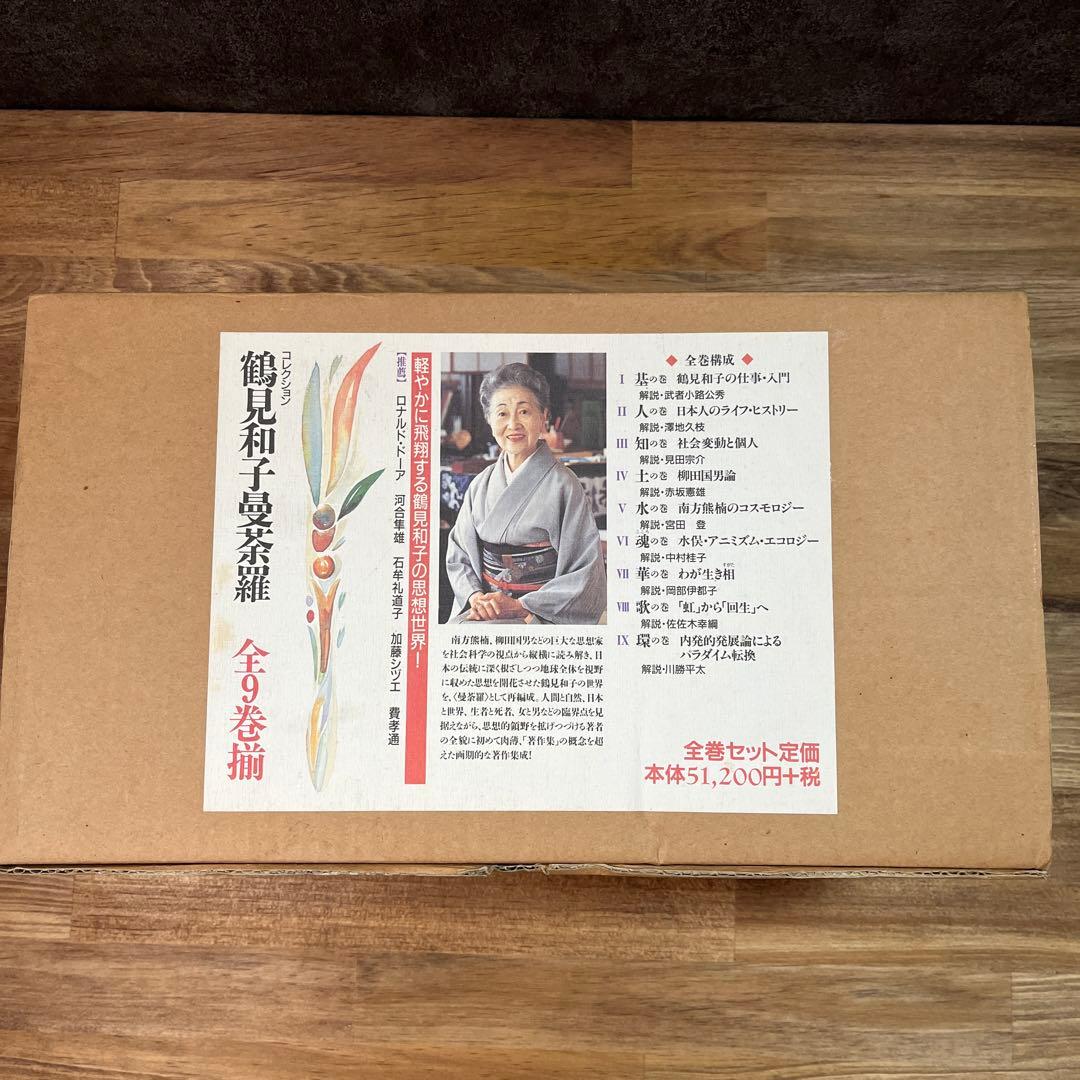 コレクション
鶴見和子曼荼羅
全9巻揃
【推薦】 ロナルド・ドーア 河合隼雄 石牟礼道子 加藤シヅエ 費孝通
軽やかに飛翔する鶴見和子の思想世界!
南方熊楠、柳田国男などの巨大な思想家
を社会科学の視点から縦横に読み解き、日
本の伝統に深く根ざしつつ地球全体を視野
に収めた思想を開花させた鶴見和子の世界
を、〈曼荼羅〉として再編成。人間と自然、日本
と世界、生者と死者、女と男などの臨界点を見
据えながら、思想的領野を拡げつづける著者
の全貌に初めて肉薄、「著作集」の概念を超
えた画期的な著作集成!
◆ 全巻構成 ◆
I 基の巻 鶴見和子の仕事・入門
解説・武者小路公秀
II 人の巻 日本人のライフ・ヒストリー
解説・澤地久枝
III 知の巻 社会変動と個人
解説・見田宗介
IV 土の巻 柳田国男論
解説・赤坂憲雄
V 水の巻 南方熊楠のコスモロジー
解説・宮田 登
VI 魂の巻 水俣・アニミズム・エコロジー
解説・中村桂子
VII 華の巻 わが生き相
すがた
解説・岡部伊都子
VIII 歌の巻 「虹」から「回生」へ
解説・佐佐木幸綱
IX 環の巻 内発的発展論による
パラダイム転換
解説・川勝平太
全巻セット定価
本体51,200円+税